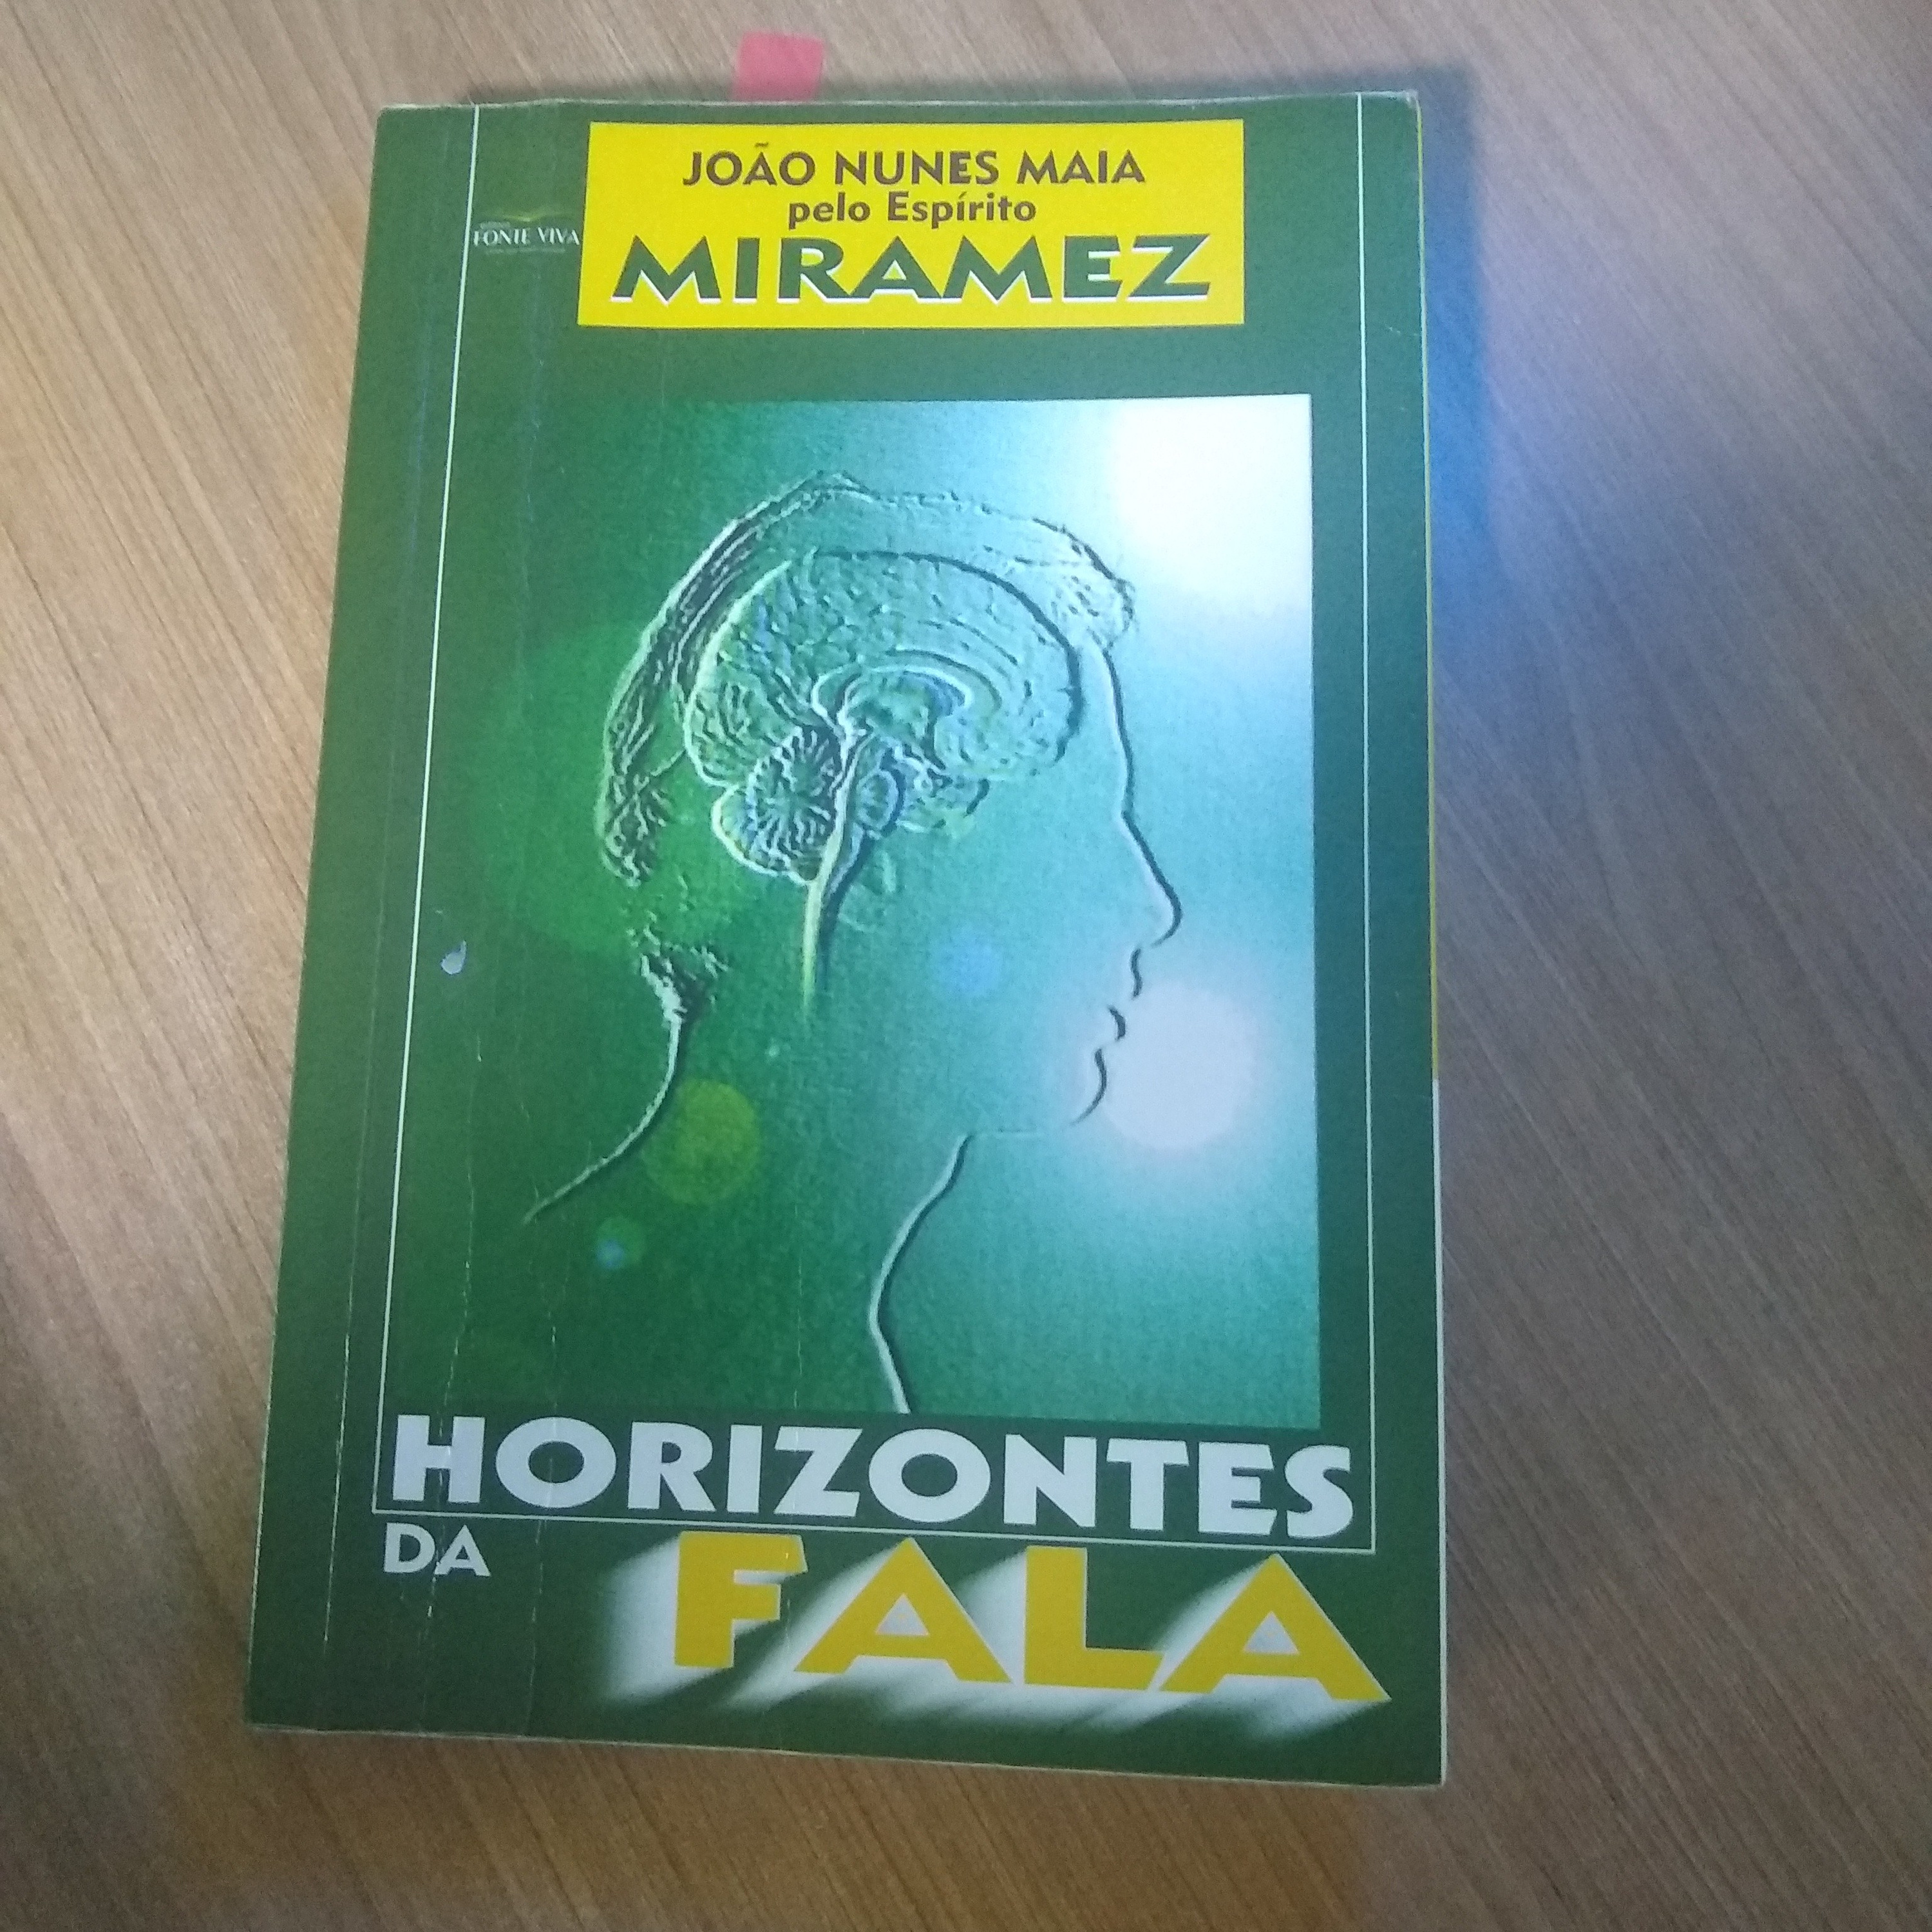 JOÃO NUNES MAIA
pelo Espírito
MIRAMEZ
FONTE VIVA
HORIZONTES
DA
FALA